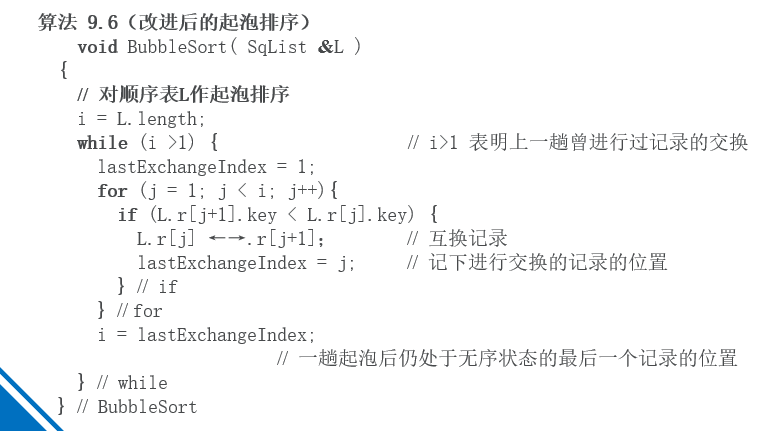 算法 9.6（改进后的起泡排序）
void BubbleSort( SqList &L )
{
// 对顺序表L作起泡排序
i = L.length;
while (i >1) { // i>1 表明上一趟曾进行过记录的交换
lastExchangeIndex = 1;
for (j = 1; j < i; j++){
if (L.r[j+1].key < L.r[j].key) {
L.r[j] ←→.r[j+1]; // 互换记录
lastExchangeIndex = j; // 记下进行交换的记录的位置
} // if
} //for
i = lastExchangeIndex;
// 一趟起泡后仍处于无序状态的最后一个记录的位置
} // while
} // BubbleSort